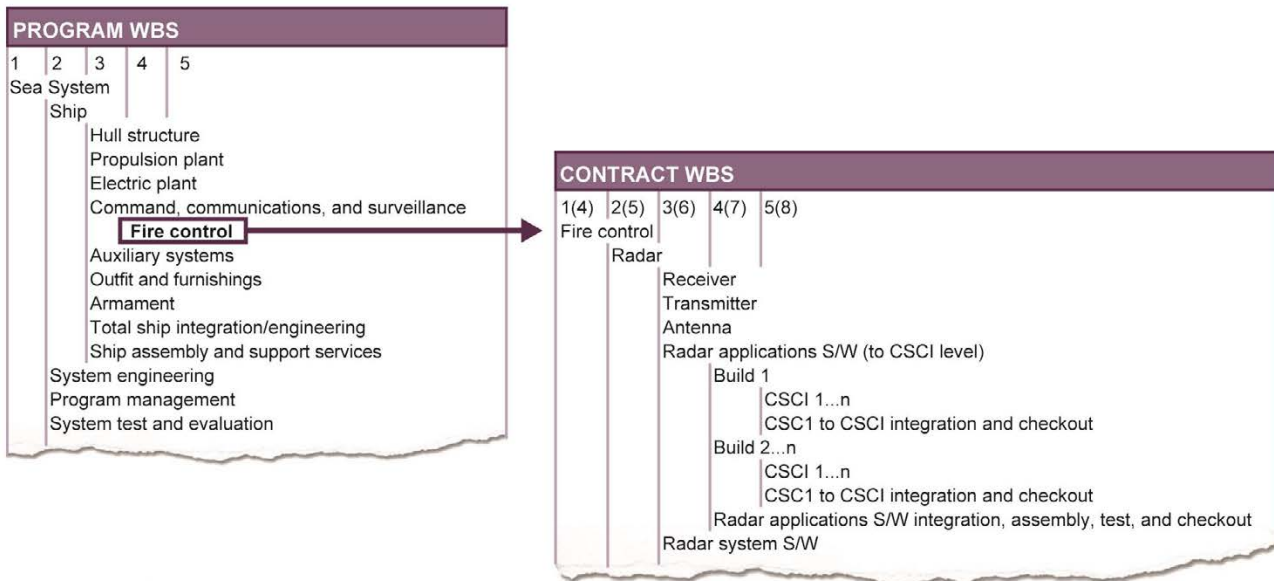 PROGRAM WBS
1 2 3 4 5
Sea System
Ship
Hull structure
Propulsion plant
Electric plant
Command, communications, and surveillance
Fire control
Auxiliary systems
Outfit and furnishings
Armament
Total ship integration/engineering
Ship assembly and support services
System engineering
Program management
System test and evaluation
CONTRACT WBS
1(4) 2(5) 3(6) 4(7) 5(8)
Fire control
Radar
Receiver
Transmitter
Antenna
Radar applications S/W (to CSCI level)
Build 1
CSCI 1...n
CSC1 to CSCI integration and checkout
Build 2...n
CSCI 1...n
CSC1 to CSCI integration and checkout
Radar applications S/W integration, assembly, test, and checkout
Radar system S/W